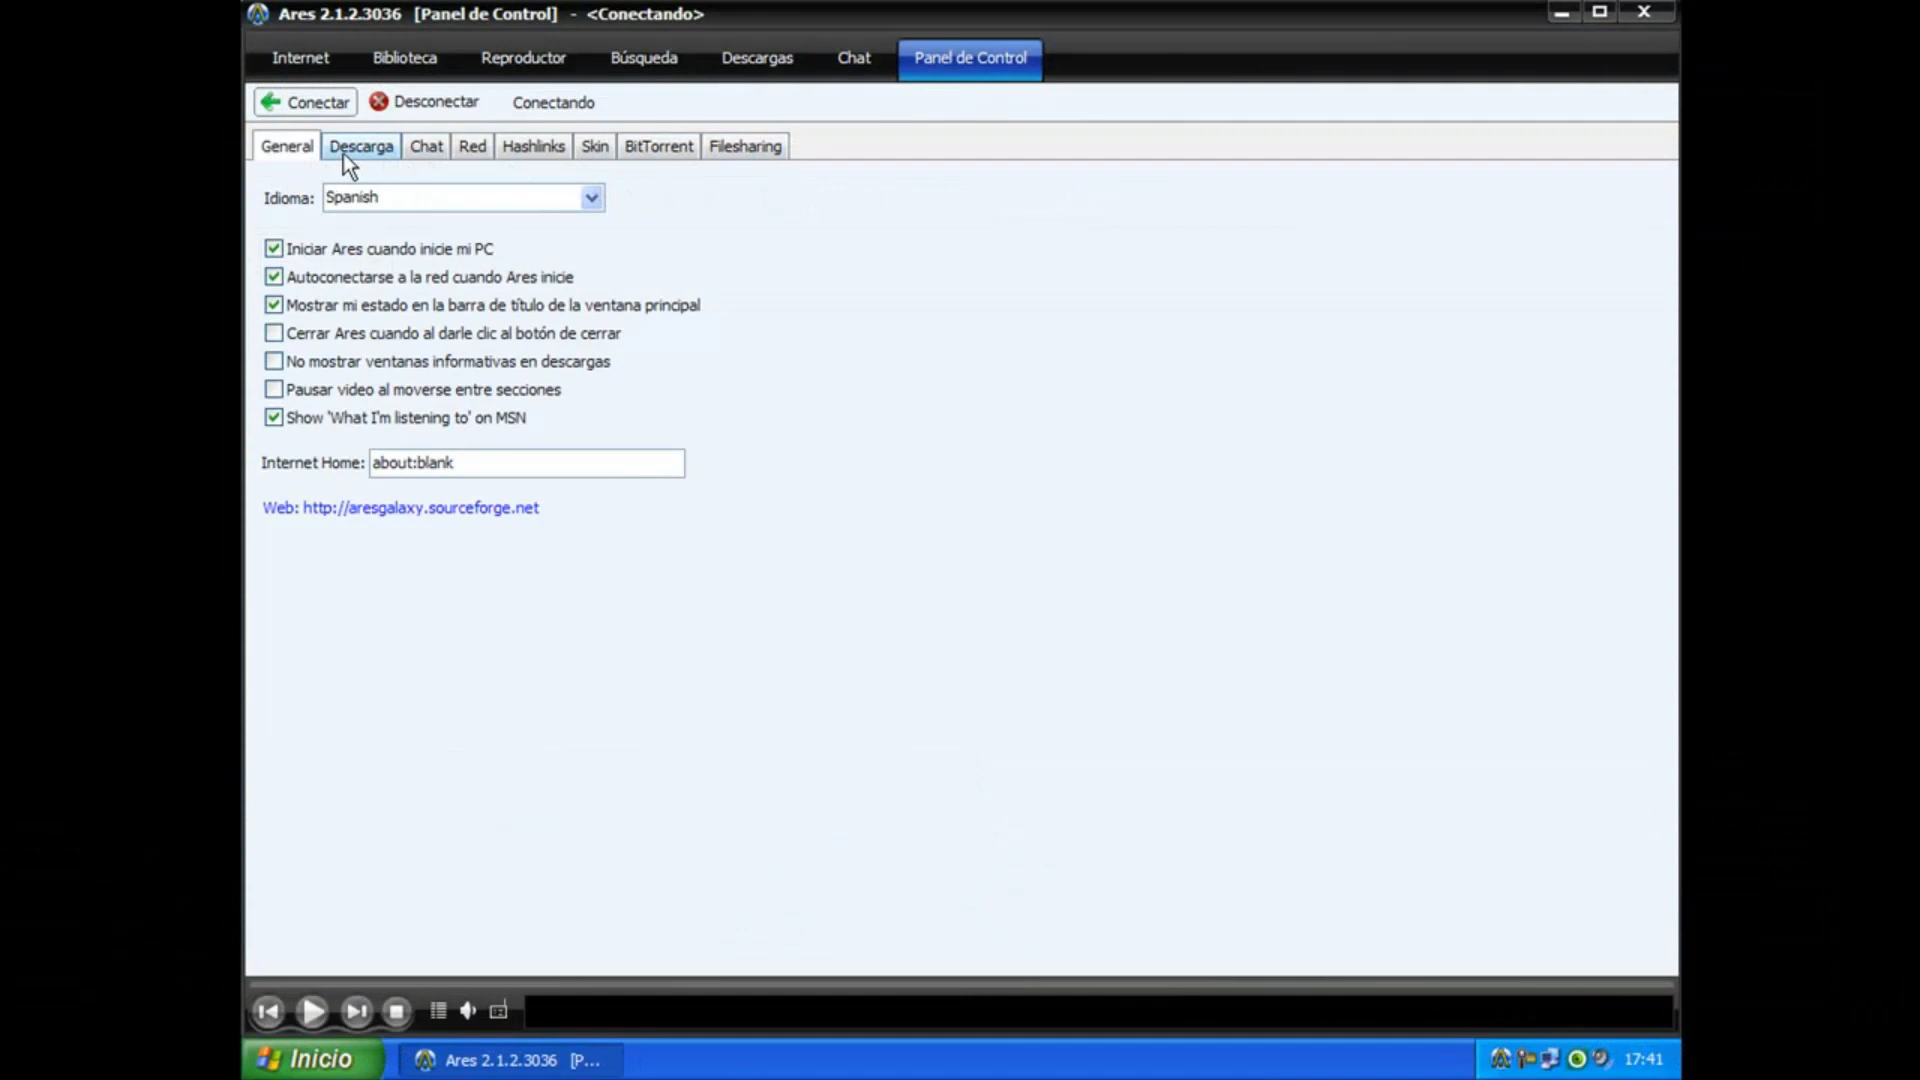 Ares 2.1.2.3036 [Panel de Control] - <Conectando>
Internet Biblioteca Reproductor Búsqueda Descargas Chat Panel de Control
Conectar Desconectar Conectando
General Descarga Chat Red Hashlinks Skin BitTorrent Filesharing
Idioma: Spanish
Iniciar Ares cuando inicie mi PC
Autoconectarse a la red cuando Ares inicie
Mostrar mi estado en la barra de título de la ventana principal
Cerrar Ares cuando al darle clic al botón de cerrar
No mostrar ventanas informativas en descargas
Pausar video al moverse entre secciones
Show 'What I'm listening to' on MSN
Internet Home: about:blank
Web: http://aresgalaxy.sourceforge.net
Inicio Ares 2.1.2.3036 [P... 17:41